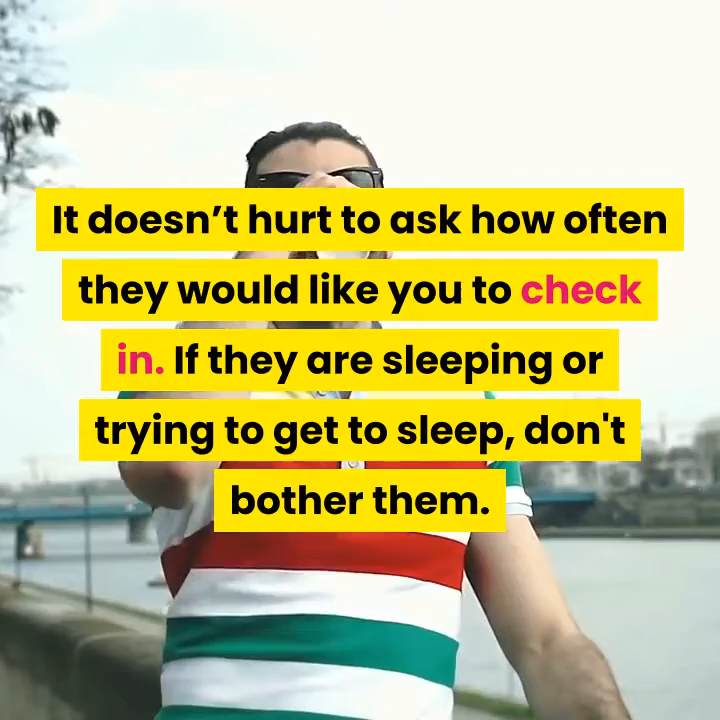 It doesn’t hurt to ask how often
they would like you to check
in. If they are sleeping or
trying to get to sleep, don't
bother them.